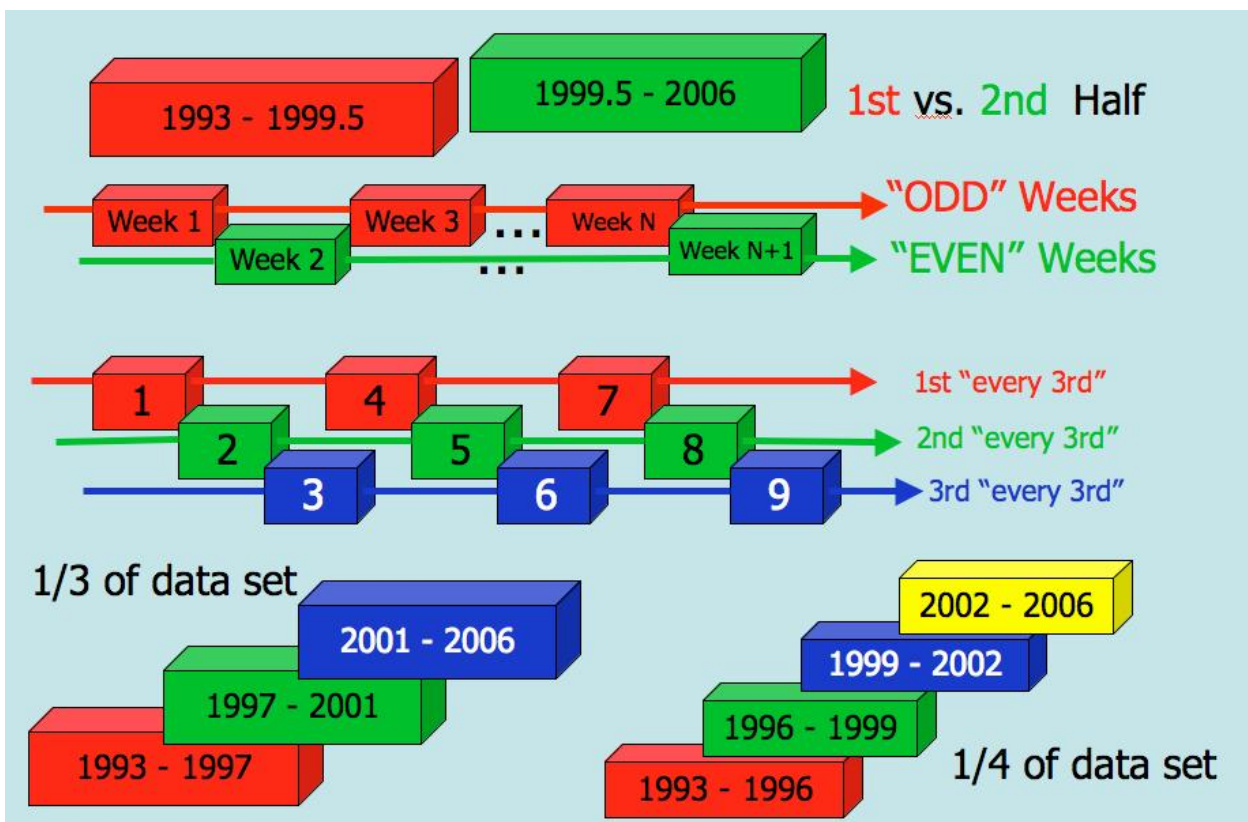 1993 - 1999.5
1999.5 - 2006
1st vs. 2nd Half
Week 1
Week 3
...
Week N
"ODD" Weeks
Week 2
...
Week N+1
"EVEN" Weeks
1
4
7
1st "every 3rd"
2
5
8
2nd "every 3rd"
3
6
9
3rd "every 3rd"
1/3 of data set
2001 - 2006
1997 - 2001
1993 - 1997
2002 - 2006
1999 - 2002
1996 - 1999
1993 - 1996
1/4 of data set